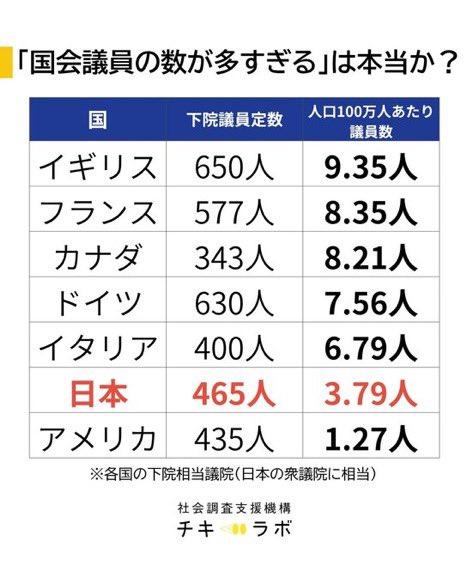 「国会議員の数が多すぎる」は本当か？
国 下院議員定数 人口100万人あたり
議員数
イギリス 650人 9.35人
フランス 577人 8.35人
カナダ 343人 8.21人
ドイツ 630人 7.56人
イタリア 400人 6.79人
日本 465人 3.79人
アメリカ 435人 1.27人
※各国の下院相当議院（日本の衆議院に相当）
社会調査支援機構
チキラボ